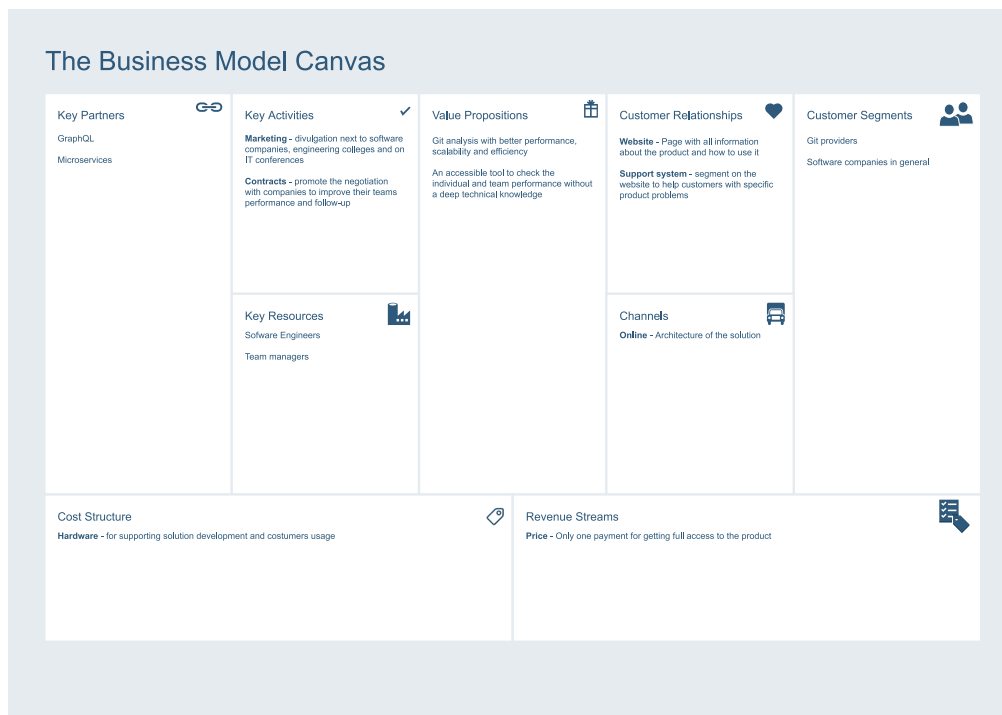 The Business Model Canvas
Key Partners
GraphQL
Microservices
Key Activities
Marketing - divulgation next to software
companies, engineering colleges and on
IT conferences
Contracts - promote the negotiation
with companies to improve their teams
performance and follow-up
Key Resources
Sofware Engineers
Team managers
Value Propositions
Git analysis with better performance,
scalability and efficiency
An accessible tool to check the
individual and team performance without
a deep technical knowledge
Customer Relationships
Website - Page with all information
about the product and how to use it
Support system - segment on the
website to help customers with specific
product problems
Channels
Online - Architecture of the solution
Customer Segments
Git providers
Software companies in general
Cost Structure
Hardware - for supporting solution development and costumers usage
Revenue Streams
Price - Only one payment for getting full access to the product